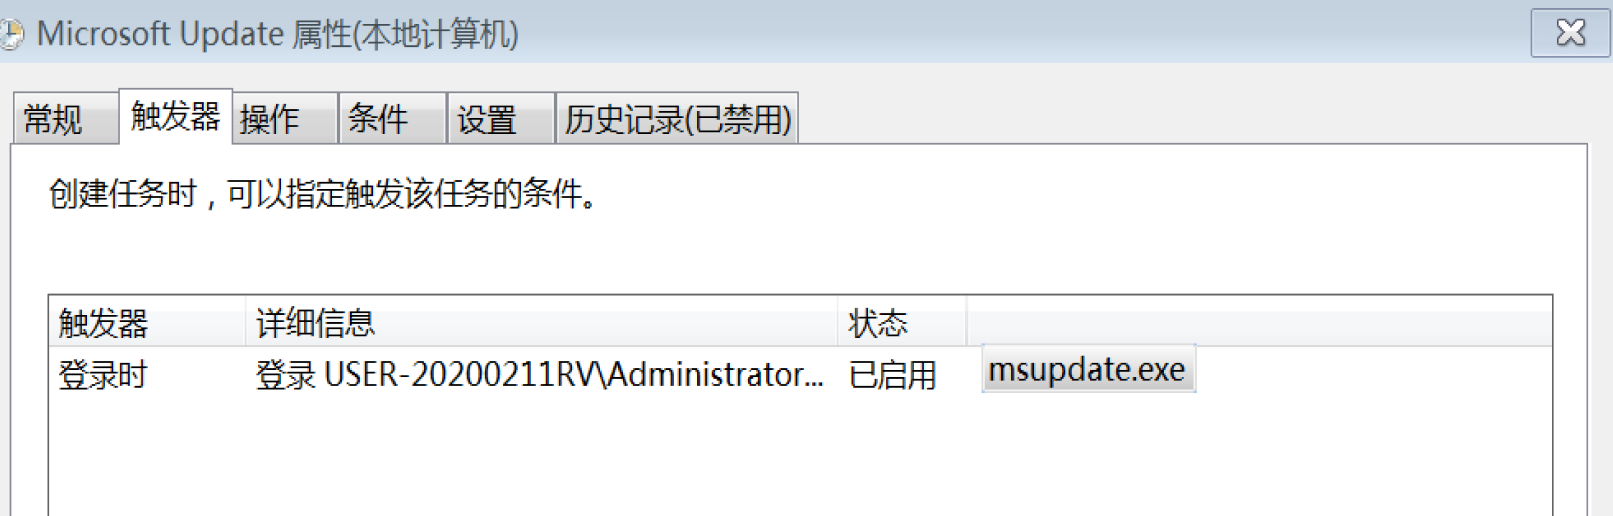 Microsoft Update 属性(本地计算机)
常规 触发器 操作 条件 设置 历史记录(已禁用)
创建任务时，可以指定触发该任务的条件。
触发器 详细信息 状态
登录时 登录 USER-20200211RV\Administrator... 已启用 msupdate.exe